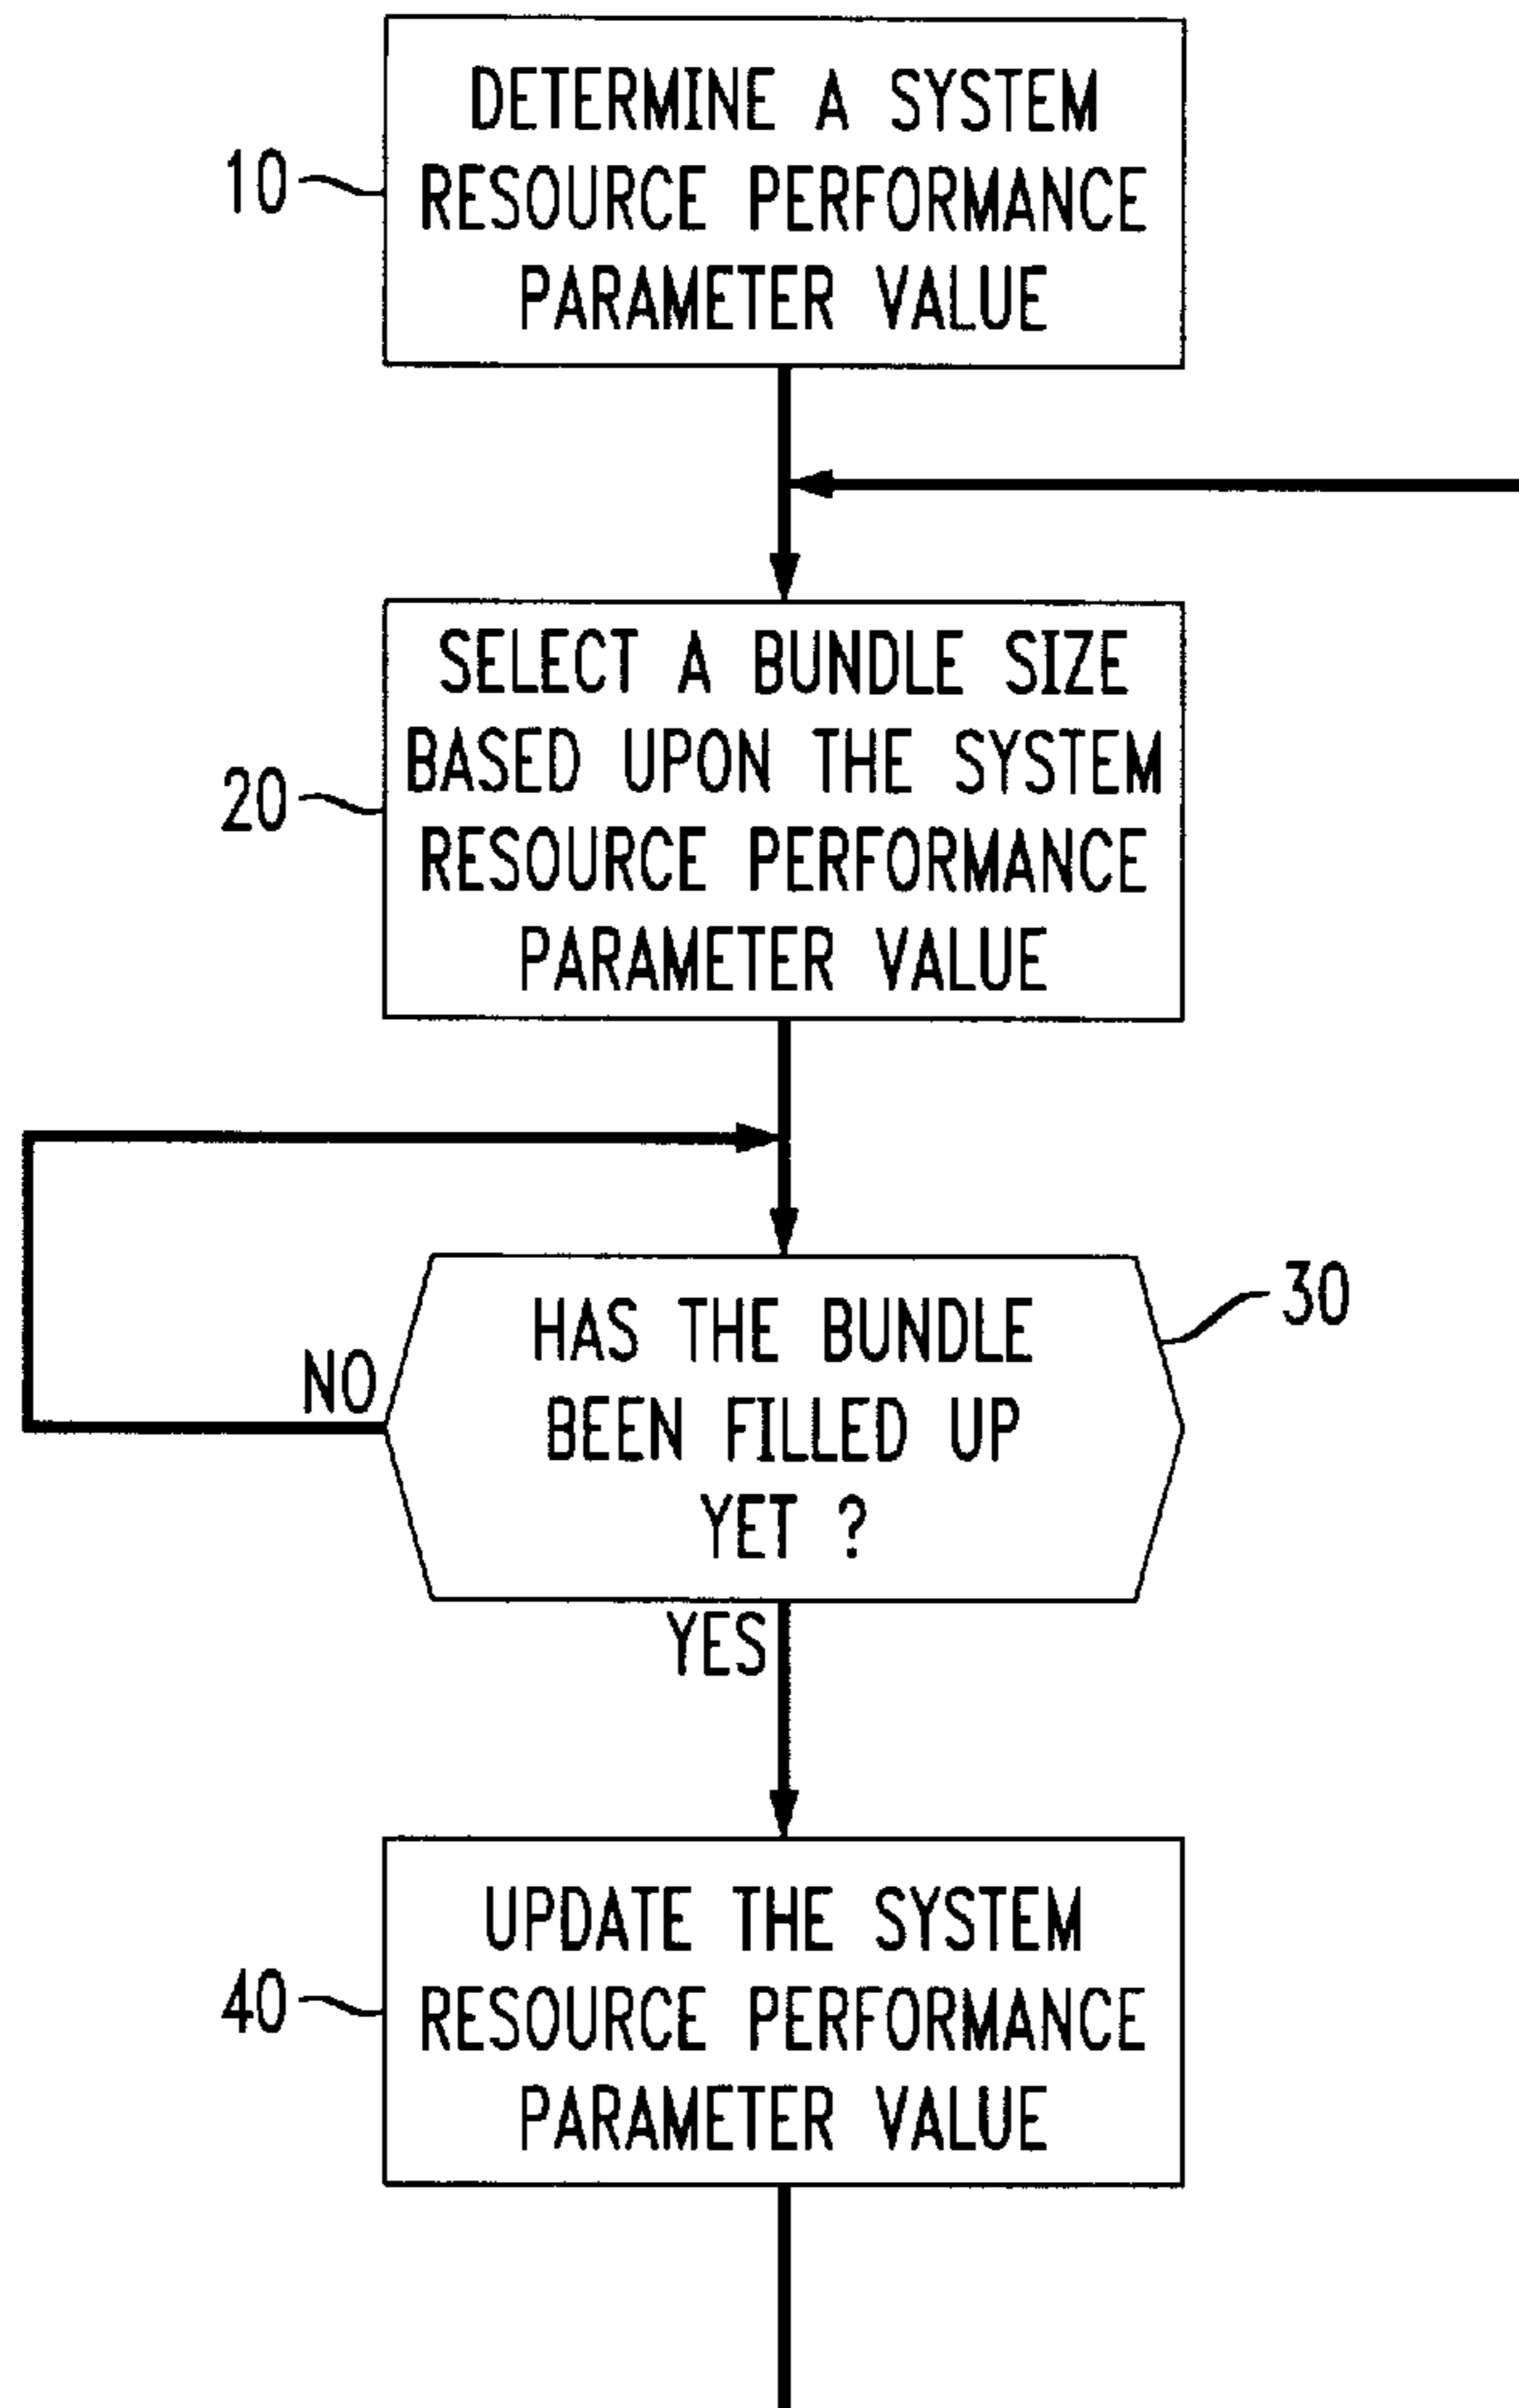 DETERMINE A SYSTEM
10
RESOURCE PERFORMANCE
PARAMETER VALUE
SELECT A BUNDLE SIZE
BASED UPON THE SYSTEM
20
RESOURCE PERFORMANCE
PARAMETER VALUE
HAS THE BUNDLE
30
NO
BEEN FILLED UP
YET ?
YES
UPDATE THE SYSTEM
40
RESOURCE PERFORMANCE
PARAMETER VALUE